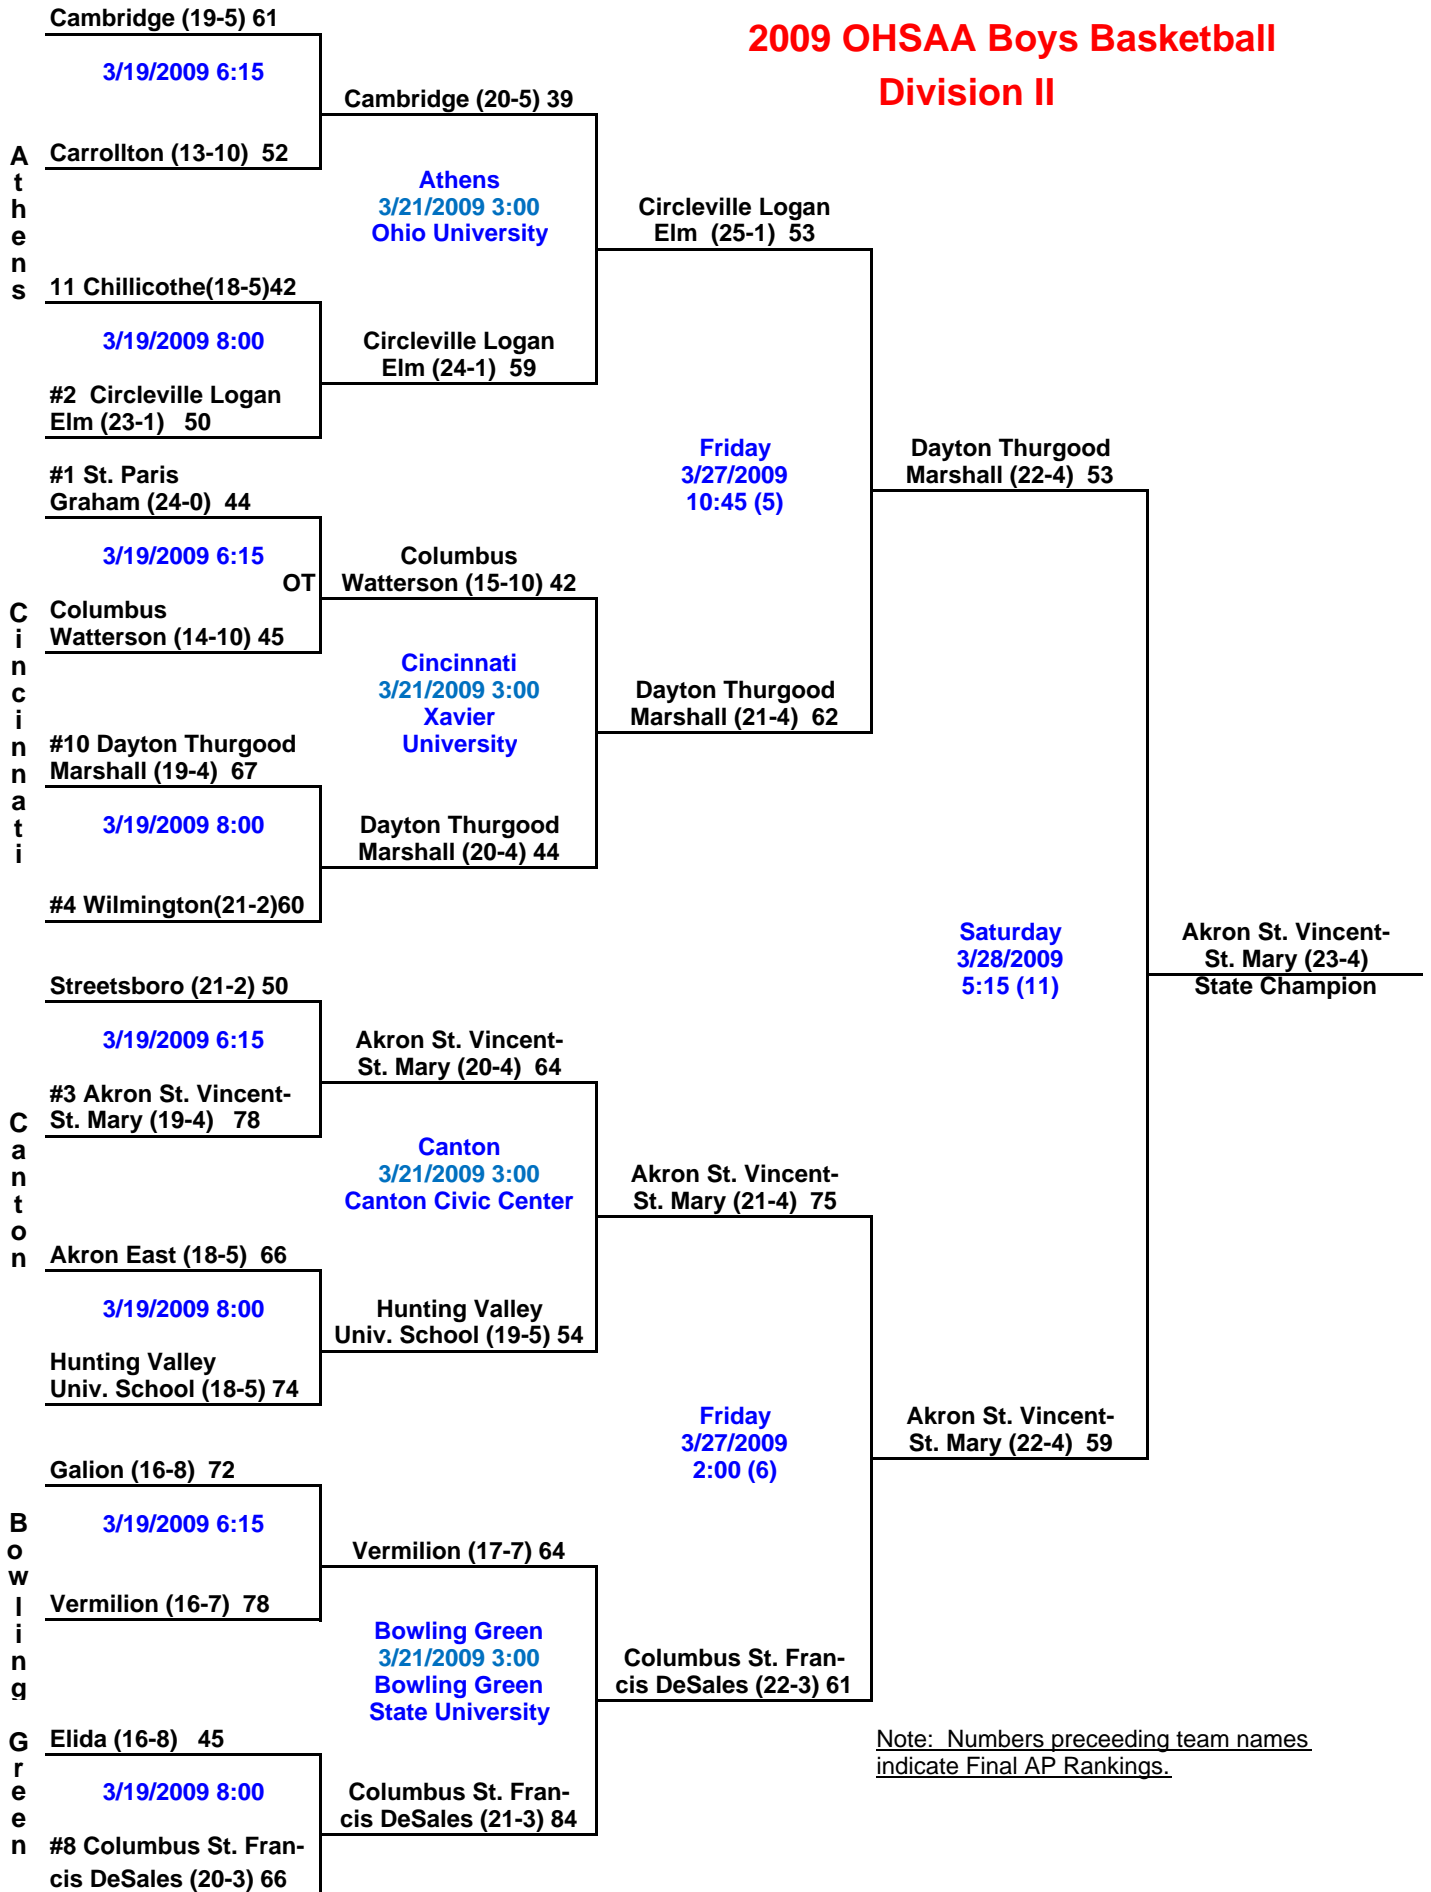 2009 OHSAA Boys Basketball
Division II
Athens
Cambridge (19-5) 61
3/19/2009 6:15
Carrollton (13-10)  52
11 Chillicothe(18-5)42
3/19/2009 8:00
#2  Circleville Logan
Elm (23-1)   50
Cincinnati
#1 St. Paris
Graham (24-0)  44
3/19/2009 6:15
OT
Columbus
Watterson (14-10) 45
#10 Dayton Thurgood
Marshall (19-4)  67
3/19/2009 8:00
#4 Wilmington(21-2)60
Canton
Streetsboro (21-2) 50
3/19/2009 6:15
#3 Akron St. Vincent-
St. Mary (19-4)   78
Akron East (18-5)  66
3/19/2009 8:00
Hunting Valley
Univ. School (18-5) 74
Bowling Green
Galion (16-8)  72
3/19/2009 6:15
Vermilion (16-7)  78
Elida (16-8)   45
3/19/2009 8:00
#8 Columbus St. Fran-
cis DeSales (20-3) 66
Cambridge (20-5) 39
Athens
3/21/2009 3:00
Ohio University
Circleville Logan
Elm (24-1)  59
Columbus
Watterson (15-10) 42
Cincinnati
3/21/2009 3:00
Xavier
University
Dayton Thurgood
Marshall (20-4) 44
Akron St. Vincent-
St. Mary (20-4)  64
Canton
3/21/2009 3:00
Canton Civic Center
Hunting Valley
Univ. School (19-5) 54
Vermilion (17-7) 64
Bowling Green
3/21/2009 3:00
Bowling Green
State University
Columbus St. Fran-
cis DeSales (21-3) 84
Circleville Logan
Elm  (25-1)  53
Friday
3/27/2009
10:45 (5)
Dayton Thurgood
Marshall (21-4)  62
Akron St. Vincent-
St. Mary (21-4)  75
Friday
3/27/2009
2:00 (6)
Columbus St. Fran-
cis DeSales (22-3) 61
Dayton Thurgood
Marshall (22-4)  53
Saturday
3/28/2009
5:15 (11)
Akron St. Vincent-
St. Mary (22-4)  59
Akron St. Vincent-
St. Mary (23-4)
State Champion
Note:  Numbers preceeding team names
indicate Final AP Rankings.